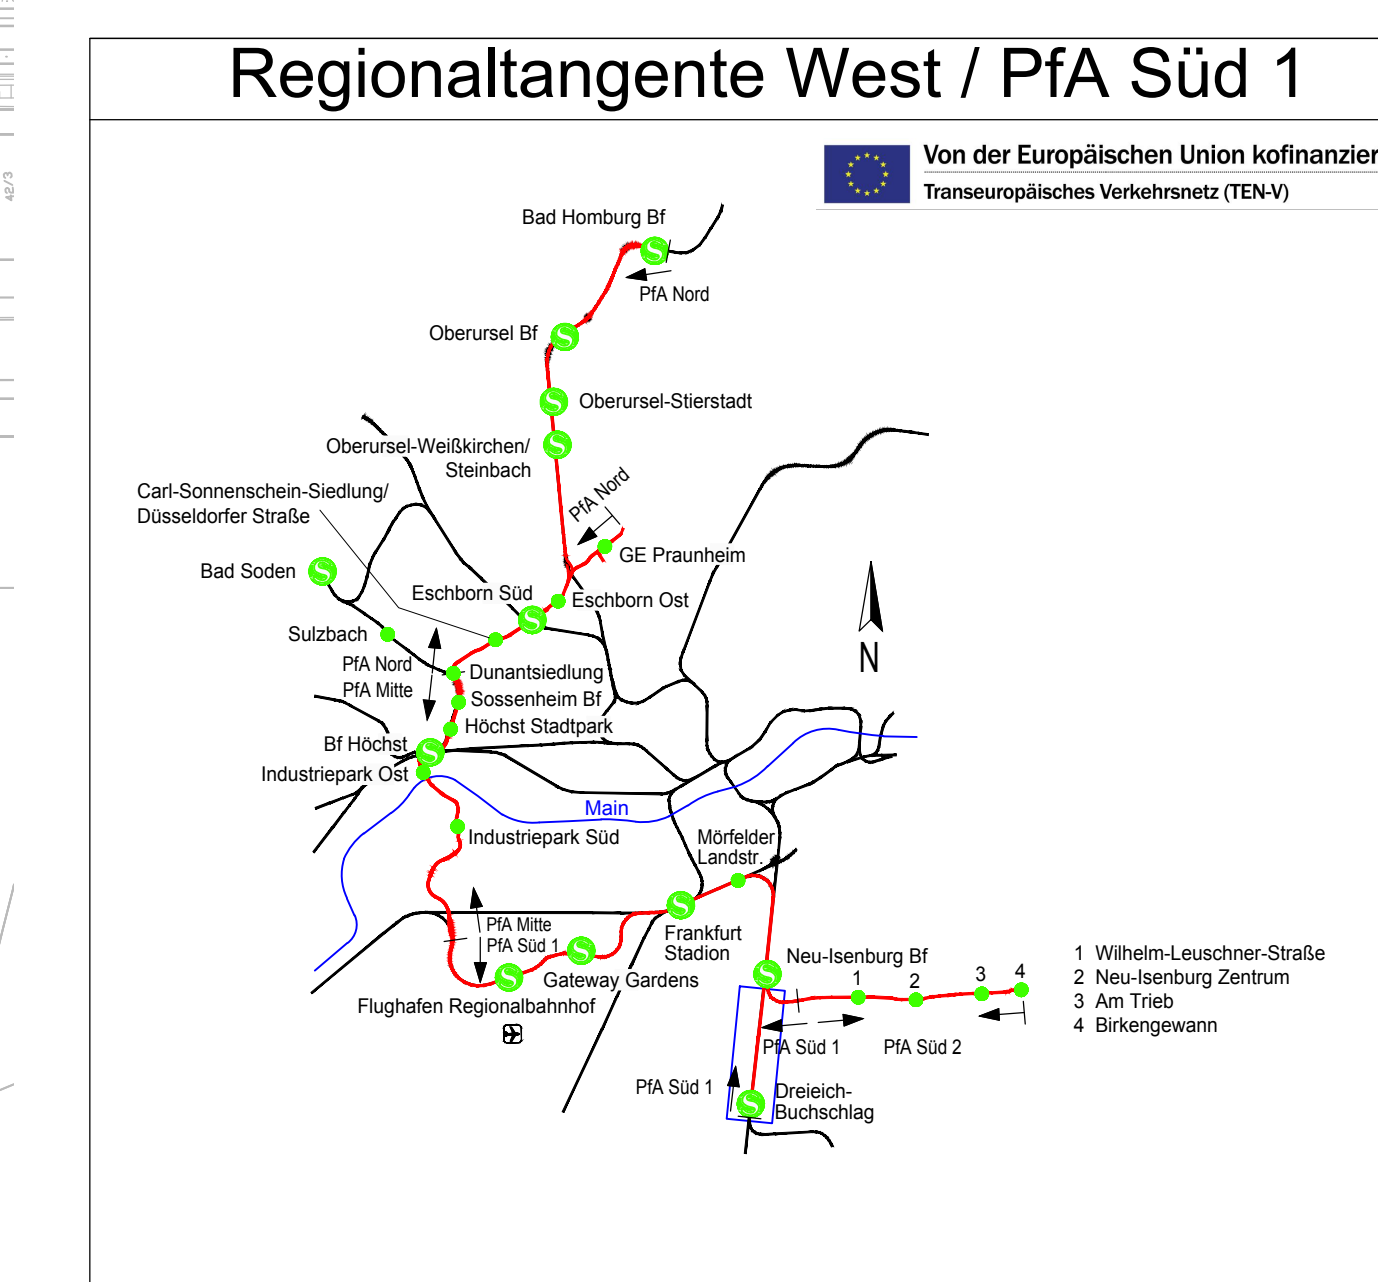 Regionaltangente West / PfA Süd 1
42/3
Von der Europäischen Union kofinanzier
Transeuropäisches Verkehrsnetz (TEN-V)
Bad Homburg Bf
PfA Nord
Oberursel Bf
Oberursel-Stierstadt
Oberursel-Weißkirchen/
Steinbach
PfA Nord
Carl-Sonnenschein-Siedlung/
Düsseldorfer Straße
GE Praunheim
Bad Soden
Eschborn Süd
Eschborn Ost
Sulzbach
PfA Nord
PfA Mitte
Dunantsiedlung
Sossenheim Bf
Höchst Stadtpark
N
Bf Höchst
Industriepark Ost
Main
Industriepark Süd
Mörfelder
Landstr.
PfA Mitte
PfA Süd 1
Frankfurt
Stadion
Gateway Gardens
Flughafen Regionalbahnhof
Neu-Isenburg Bf
1
2
3
4
1 Wilhelm-Leuschner-Straße
2 Neu-Isenburg Zentrum
3 Am Trieb
4 Birkengewann
PfA Süd 1
PfA Süd 2
PfA Süd 1
Dreieich-
Buchschlag